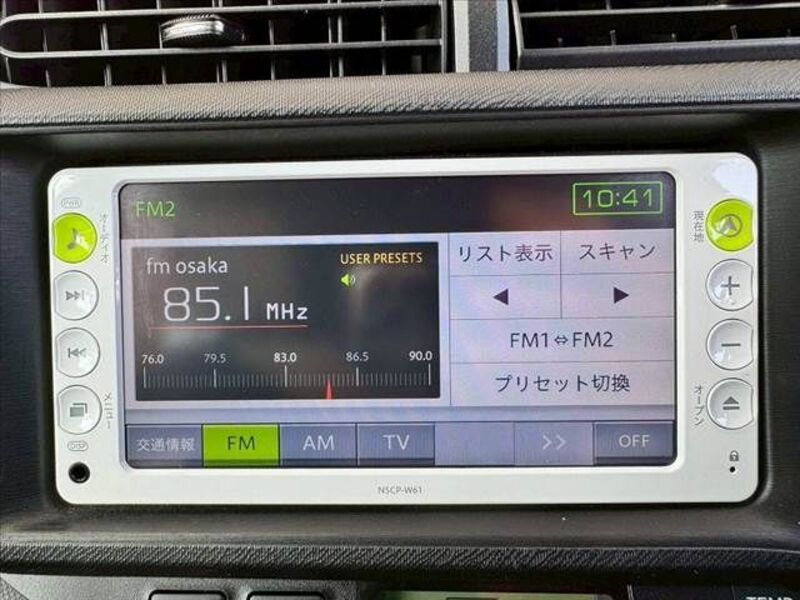 FM2
10:41
fm osaka
USER PRESETS
85.1 MHz
76.0 79.5 83.0 86.5 90.0
リスト表示 スキャン
◀ ▶
FM1⇔FM2
プリセット切換
交通情報 FM AM TV >> OFF
PWR
オーディオ
メニュー
DISP
現在地
+
−
オープン
NSCP-W61
TEMP